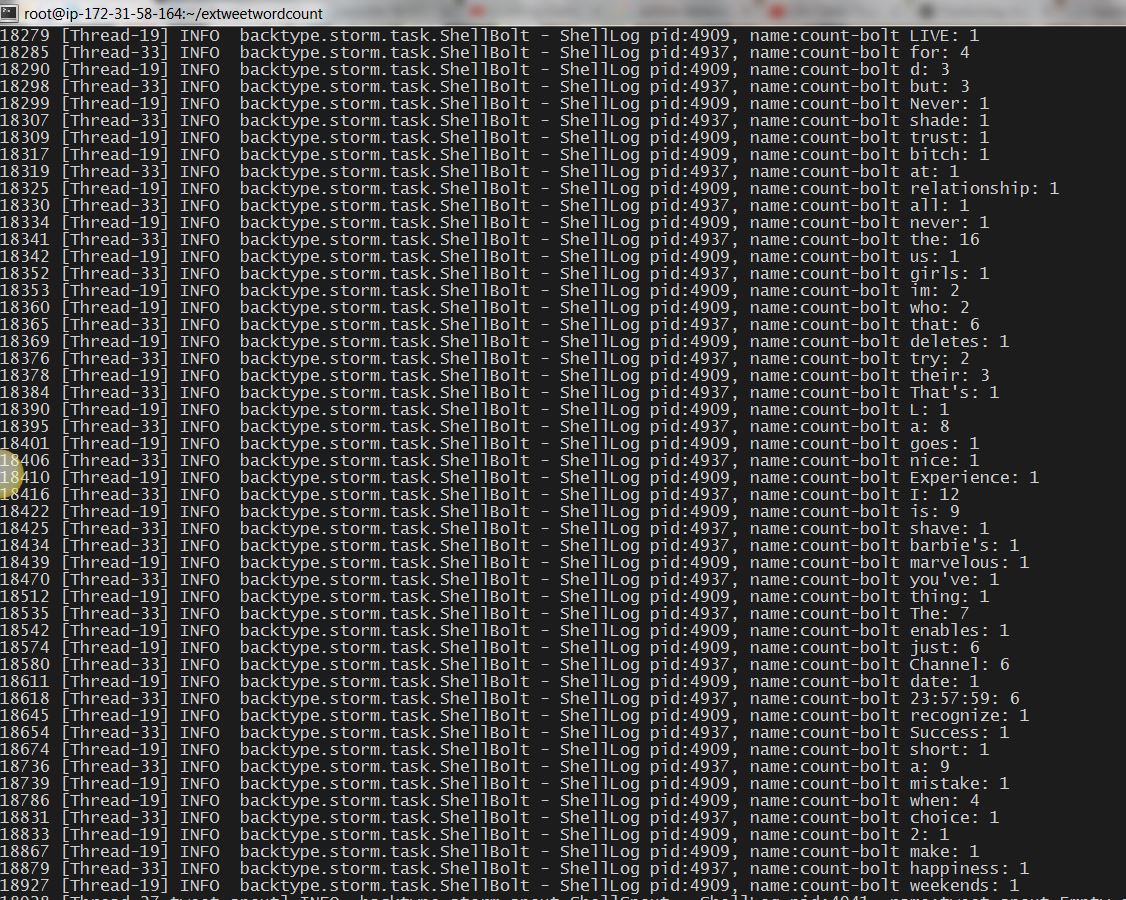 root@ip-172-31-58-164:~/extweetwordcount
18279 [Thread-19] INFO  backtype.storm.task.ShellBolt - ShellLog pid:4909, name:count-bolt LIVE: 1
18285 [Thread-33] INFO  backtype.storm.task.ShellBolt - ShellLog pid:4937, name:count-bolt for: 4
18290 [Thread-19] INFO  backtype.storm.task.ShellBolt - ShellLog pid:4909, name:count-bolt d: 3
18298 [Thread-33] INFO  backtype.storm.task.ShellBolt - ShellLog pid:4937, name:count-bolt but: 3
18299 [Thread-19] INFO  backtype.storm.task.ShellBolt - ShellLog pid:4909, name:count-bolt Never: 1
18307 [Thread-33] INFO  backtype.storm.task.ShellBolt - ShellLog pid:4937, name:count-bolt shade: 1
18309 [Thread-19] INFO  backtype.storm.task.ShellBolt - ShellLog pid:4909, name:count-bolt trust: 1
18317 [Thread-19] INFO  backtype.storm.task.ShellBolt - ShellLog pid:4909, name:count-bolt bitch: 1
18319 [Thread-33] INFO  backtype.storm.task.ShellBolt - ShellLog pid:4937, name:count-bolt at: 1
18325 [Thread-19] INFO  backtype.storm.task.ShellBolt - ShellLog pid:4909, name:count-bolt relationship: 1
18330 [Thread-33] INFO  backtype.storm.task.ShellBolt - ShellLog pid:4937, name:count-bolt all: 1
18334 [Thread-19] INFO  backtype.storm.task.ShellBolt - ShellLog pid:4909, name:count-bolt never: 1
18341 [Thread-33] INFO  backtype.storm.task.ShellBolt - ShellLog pid:4937, name:count-bolt the: 16
18342 [Thread-19] INFO  backtype.storm.task.ShellBolt - ShellLog pid:4909, name:count-bolt us: 1
18352 [Thread-33] INFO  backtype.storm.task.ShellBolt - ShellLog pid:4937, name:count-bolt girls: 1
18353 [Thread-19] INFO  backtype.storm.task.ShellBolt - ShellLog pid:4909, name:count-bolt im: 2
18360 [Thread-19] INFO  backtype.storm.task.ShellBolt - ShellLog pid:4909, name:count-bolt who: 2
18365 [Thread-33] INFO  backtype.storm.task.ShellBolt - ShellLog pid:4937, name:count-bolt that: 6
18369 [Thread-19] INFO  backtype.storm.task.ShellBolt - ShellLog pid:4909, name:count-bolt deletes: 1
18376 [Thread-33] INFO  backtype.storm.task.ShellBolt - ShellLog pid:4937, name:count-bolt try: 2
18378 [Thread-19] INFO  backtype.storm.task.ShellBolt - ShellLog pid:4909, name:count-bolt their: 3
18384 [Thread-33] INFO  backtype.storm.task.ShellBolt - ShellLog pid:4937, name:count-bolt That's: 1
18390 [Thread-19] INFO  backtype.storm.task.ShellBolt - ShellLog pid:4909, name:count-bolt L: 1
18395 [Thread-33] INFO  backtype.storm.task.ShellBolt - ShellLog pid:4937, name:count-bolt a: 8
18401 [Thread-19] INFO  backtype.storm.task.ShellBolt - ShellLog pid:4909, name:count-bolt goes: 1
18406 [Thread-33] INFO  backtype.storm.task.ShellBolt - ShellLog pid:4937, name:count-bolt nice: 1
18410 [Thread-19] INFO  backtype.storm.task.ShellBolt - ShellLog pid:4909, name:count-bolt Experience: 1
18416 [Thread-33] INFO  backtype.storm.task.ShellBolt - ShellLog pid:4937, name:count-bolt I: 12
18422 [Thread-19] INFO  backtype.storm.task.ShellBolt - ShellLog pid:4909, name:count-bolt is: 9
18425 [Thread-33] INFO  backtype.storm.task.ShellBolt - ShellLog pid:4937, name:count-bolt shave: 1
18434 [Thread-33] INFO  backtype.storm.task.ShellBolt - ShellLog pid:4937, name:count-bolt barbie's: 1
18439 [Thread-19] INFO  backtype.storm.task.ShellBolt - ShellLog pid:4909, name:count-bolt marvelous: 1
18470 [Thread-33] INFO  backtype.storm.task.ShellBolt - ShellLog pid:4937, name:count-bolt you've: 1
18512 [Thread-19] INFO  backtype.storm.task.ShellBolt - ShellLog pid:4909, name:count-bolt thing: 1
18535 [Thread-33] INFO  backtype.storm.task.ShellBolt - ShellLog pid:4937, name:count-bolt The: 7
18542 [Thread-19] INFO  backtype.storm.task.ShellBolt - ShellLog pid:4909, name:count-bolt enables: 1
18574 [Thread-19] INFO  backtype.storm.task.ShellBolt - ShellLog pid:4909, name:count-bolt just: 6
18580 [Thread-33] INFO  backtype.storm.task.ShellBolt - ShellLog pid:4937, name:count-bolt Channel: 6
18611 [Thread-19] INFO  backtype.storm.task.ShellBolt - ShellLog pid:4909, name:count-bolt date: 1
18618 [Thread-33] INFO  backtype.storm.task.ShellBolt - ShellLog pid:4937, name:count-bolt 23:57:59: 6
18645 [Thread-19] INFO  backtype.storm.task.ShellBolt - ShellLog pid:4909, name:count-bolt recognize: 1
18654 [Thread-33] INFO  backtype.storm.task.ShellBolt - ShellLog pid:4937, name:count-bolt Success: 1
18674 [Thread-19] INFO  backtype.storm.task.ShellBolt - ShellLog pid:4909, name:count-bolt short: 1
18736 [Thread-33] INFO  backtype.storm.task.ShellBolt - ShellLog pid:4937, name:count-bolt a: 9
18739 [Thread-19] INFO  backtype.storm.task.ShellBolt - ShellLog pid:4909, name:count-bolt mistake: 1
18786 [Thread-19] INFO  backtype.storm.task.ShellBolt - ShellLog pid:4909, name:count-bolt when: 4
18831 [Thread-33] INFO  backtype.storm.task.ShellBolt - ShellLog pid:4937, name:count-bolt choice: 1
18833 [Thread-19] INFO  backtype.storm.task.ShellBolt - ShellLog pid:4909, name:count-bolt 2: 1
18867 [Thread-19] INFO  backtype.storm.task.ShellBolt - ShellLog pid:4909, name:count-bolt make: 1
18879 [Thread-33] INFO  backtype.storm.task.ShellBolt - ShellLog pid:4937, name:count-bolt happiness: 1
18927 [Thread-19] INFO  backtype.storm.task.ShellBolt - ShellLog pid:4909, name:count-bolt weekends: 1